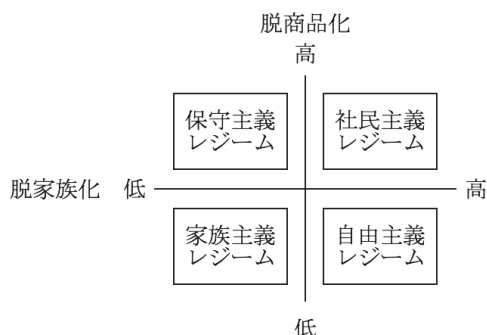 脱商品化
高
保守主義
レジーム
社民主義
レジーム
脱家族化 低
高
家族主義
レジーム
自由主義
レジーム
低